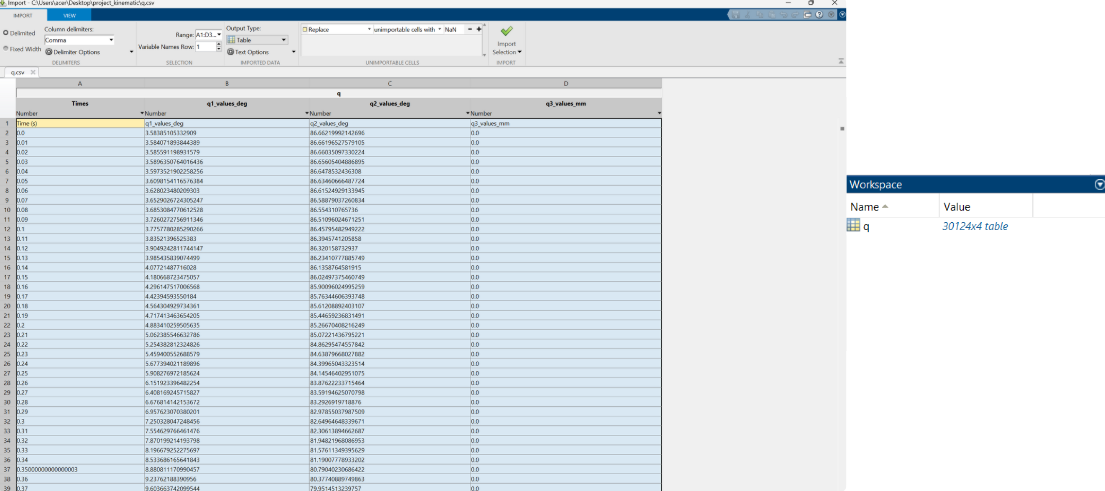 Import - C:\Users\acer\Desktop\project_kinematic\q.csv
IMPORT VIEW
Delimited
Column delimiters:
Comma
Fixed Width
Delimiter Options
DELIMITERS
Range: A1:D3...
Variable Names Row: 1
SELECTION
Output Type:
Table
Text Options
IMPORTED DATA
Replace unimportable cells with NaN
UNIMPORTABLE CELLS
Import
Selection
IMPORT
q.csv
A B C D
q
Times q1_values_deg q2_values_deg q3_values_mm
Number Number Number Number
1 Time (s) q1_values_deg q2_values_deg q3_values_mm
2 0.0 3.58385105332909 86.66219992142696 0.0
3 0.01 3.584071893844389 86.66196527579105 0.0
4 0.02 3.585591198931579 86.66035097330224 0.0
5 0.03 3.5896350764016436 86.65605404886895 0.0
6 0.04 3.5973521902258256 86.6478532436308 0.0
7 0.05 3.6098154116576384 86.63460666487724 0.0
8 0.06 3.628023480209303 86.61524929133945 0.0
9 0.07 3.6529026724305247 86.58879037260834 0.0
10 0.08 3.6853084770612528 86.554310765736 0.0
11 0.09 3.7260272756911346 86.51096024671251 0.0
12 0.1 3.7757780285290266 86.45795482949222 0.0
13 0.11 3.83521396525383 86.3945741205858 0.0
14 0.12 3.9049242811744147 86.320158732937 0.0
15 0.13 3.985435839074499 86.23410777885749 0.0
16 0.14 4.07721487716028 86.1358764581915 0.0
17 0.15 4.180668723475057 86.02497375460749 0.0
18 0.16 4.296147517006568 85.90096024995259 0.0
19 0.17 4.42394593550184 85.76344606393748 0.0
20 0.18 4.564304929734361 85.61208892403107 0.0
21 0.19 4.717413463654205 85.44659236831491 0.0
22 0.2 4.883410259505635 85.26670408216249 0.0
23 0.21 5.062385546632786 85.07221436795221 0.0
24 0.22 5.254382812324826 84.86295474557842 0.0
25 0.23 5.459400552688579 84.63879668027882 0.0
26 0.24 5.677394021189896 84.39965043323514 0.0
27 0.25 5.908276972185624 84.14546402951075 0.0
28 0.26 6.151923396482254 83.87622233715464 0.0
29 0.27 6.408169245715827 83.59194625070798 0.0
30 0.28 6.676814142153672 83.2926919718876 0.0
31 0.29 6.957623070380201 82.97855037987509 0.0
32 0.3 7.250328047248456 82.64964648339671 0.0
33 0.31 7.554629766461476 82.30613894662687 0.0
34 0.32 7.870199214193798 81.94821968086953 0.0
35 0.33 8.196679252275697 81.57611349395629 0.0
36 0.34 8.533686165641843 81.19007778933202 0.0
37 0.35000000000000003 8.880811170990457 80.79040230686422 0.0
38 0.36 9.23762188390956 80.37740889749863 0.0
39 0.37 9.603663742099544 79.9514513239757 0.0
Workspace
Name Value
q 30124x4 table